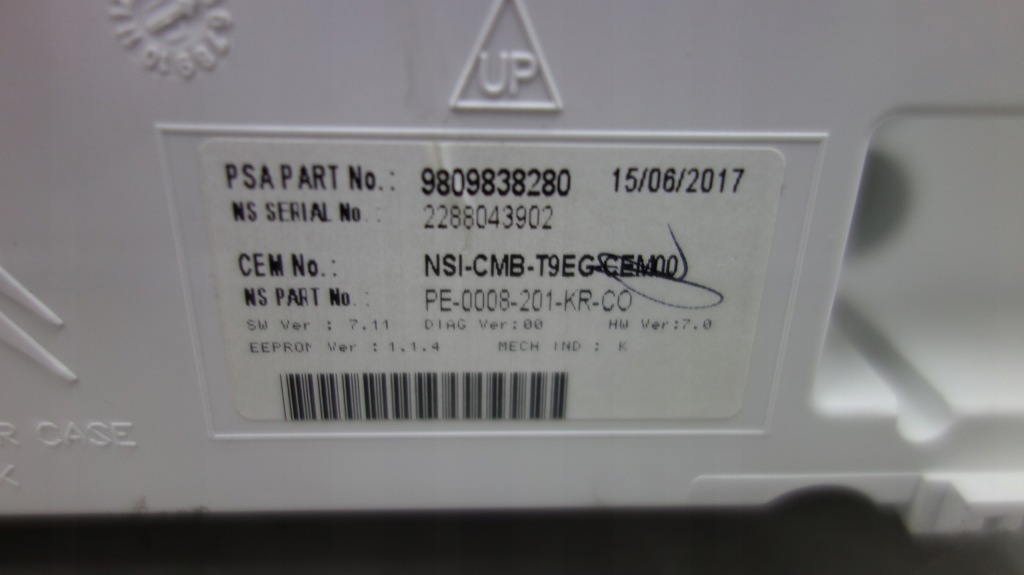 UP
PSA PART No.: 9809838280 15/06/2017
NS SERIAL No. : 2288043902
CEM No.: NSI-CMB-T9EG-CEM00
NS PART No. : PE-0008-201-KR-CO
SW Ver : 7.11 DIAG Ver:00 HW Ver:7.0
EEPROM Ver : 1.1.4 MECH IND : K
CASE